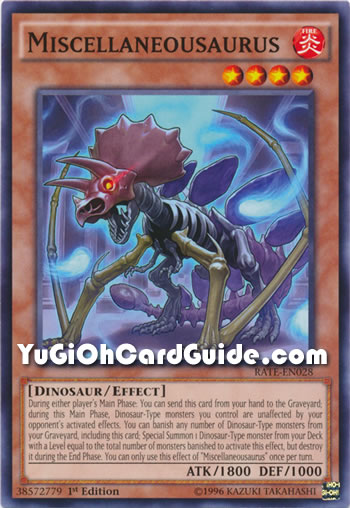 MISCELLANEOUSAURUS
FIRE
炎
YuGiOhCardGuide.com
RATE-EN028
[DINOSAUR/EFFECT]
During either player's Main Phase: You can send this card from your hand to the Graveyard;
during this Main Phase, Dinosaur-Type monsters you control are unaffected by your
opponent's activated effects. You can banish any number of Dinosaur-Type monsters from
your Graveyard, including this card; Special Summon 1 Dinosaur-Type monster from your Deck
with a Level equal to the total number of monsters banished to activate this effect, but destroy
it during the End Phase. You can only use this effect of "Miscellaneousaurus" once per turn.
ATK/1800 DEF/1000
38572779 1st Edition ©1996 KAZUKI TAKAHASHI